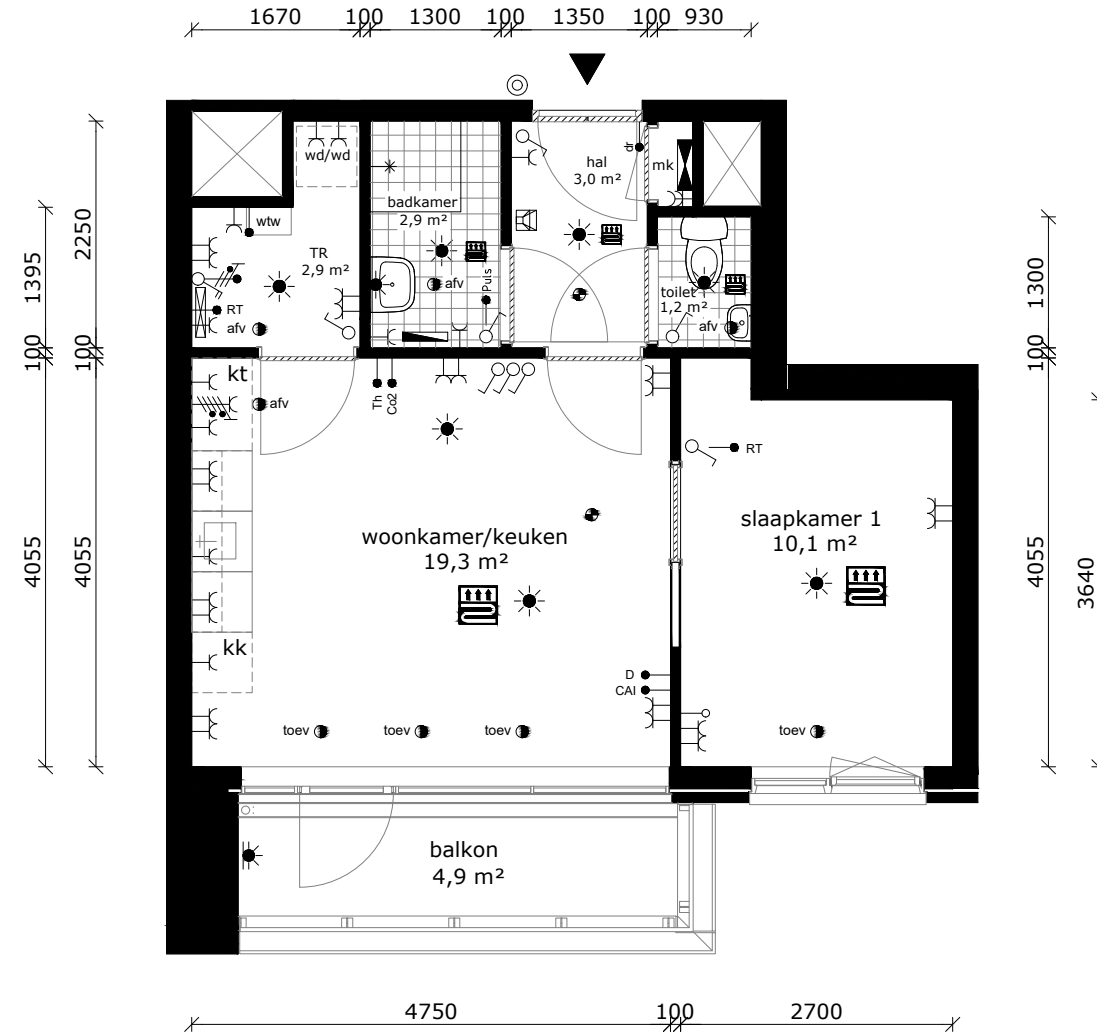 1670 100 1300 100 1350 100 930
wd/wd
hal
3,0 m²
dr
mk
badkamer
2,9 m²
wtw
TR
2,9 m²
RT
afv
afv
Puls
toilet
1,2 m²
afv
2250
1395
100
100
4055
4055
1300
100
4055
3640
kt
afv
Th
Co2
RT
woonkamer/keuken
19,3 m²
slaapkamer 1
10,1 m²
kk
D
CAI
toev
toev
toev
toev
balkon
4,9 m²
4750 100 2700